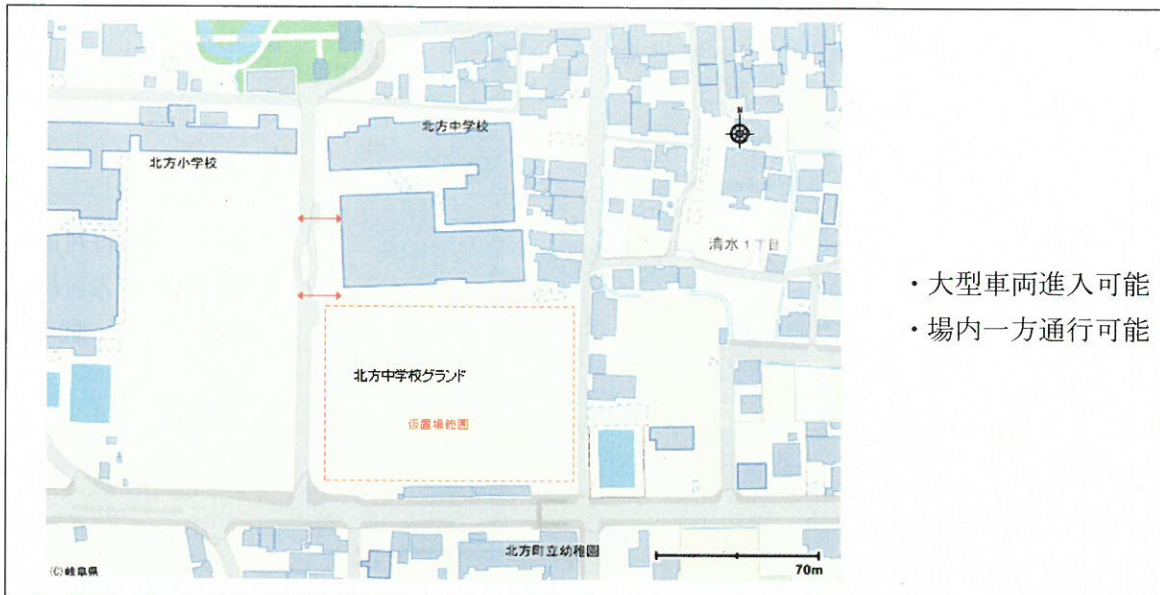 北方中学校
北方小学校
N
清水1丁目
・大型車両進入可能
・場内一方通行可能
北方中学校グランド
仮置場範囲
北方町立幼稚園
70m
(C)岐阜県